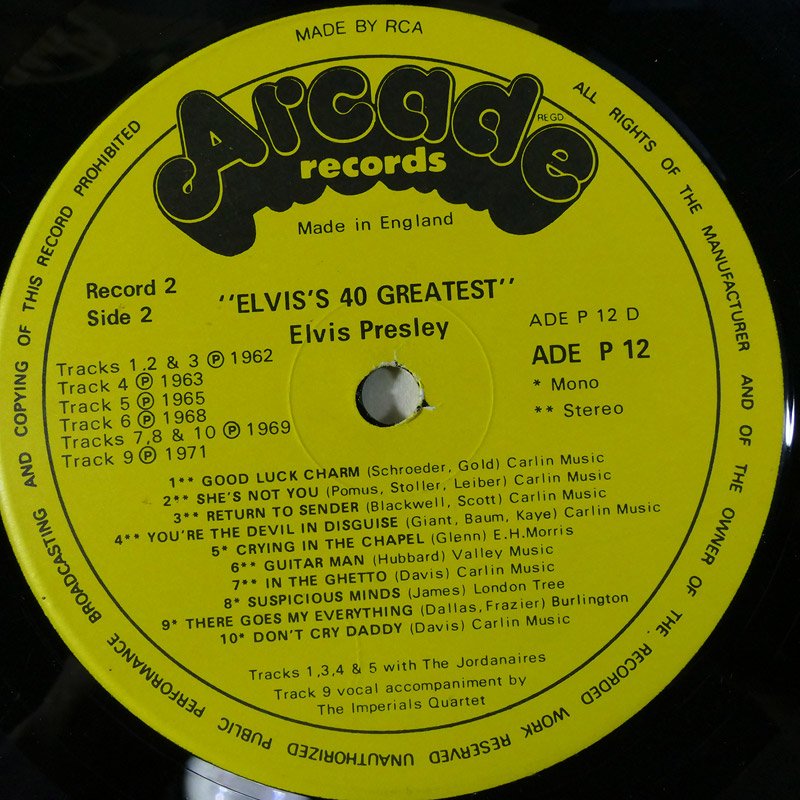 MADE BY RCA
ALL RIGHTS OF THE MANUFACTURER AND OF THE OWNER OF THE RECORDED WORK RESERVED UNAUTHORIZED PUBLIC PERFORMANCE BROADCASTING AND COPYING OF THIS RECORD PROHIBITED
Arcade
REGD
records
Made in England
Record 2
Side 2
"ELVIS'S 40 GREATEST"
Elvis Presley
ADE P 12 D
ADE P 12
* Mono
** Stereo
Tracks 1,2 & 3 ℗ 1962
Track 4 ℗ 1963
Track 5 ℗ 1965
Track 6 ℗ 1968
Tracks 7,8 & 10 ℗ 1969
Track 9 ℗ 1971
1** GOOD LUCK CHARM (Schroeder, Gold) Carlin Music
2** SHE'S NOT YOU (Pomus, Stoller, Leiber) Carlin Music
3** RETURN TO SENDER (Blackwell, Scott) Carlin Music
4** YOU'RE THE DEVIL IN DISGUISE (Giant, Baum, Kaye) Carlin Music
5* CRYING IN THE CHAPEL (Glenn) E.H.Morris
6** GUITAR MAN (Hubbard) Valley Music
7** IN THE GHETTO (Davis) Carlin Music
8* SUSPICIOUS MINDS (James) London Tree
9* THERE GOES MY EVERYTHING (Dallas, Frazier) Burlington
10* DON'T CRY DADDY (Davis) Carlin Music
Tracks 1,3,4 & 5 with The Jordanaires
Track 9 vocal accompaniment by
The Imperials Quartet